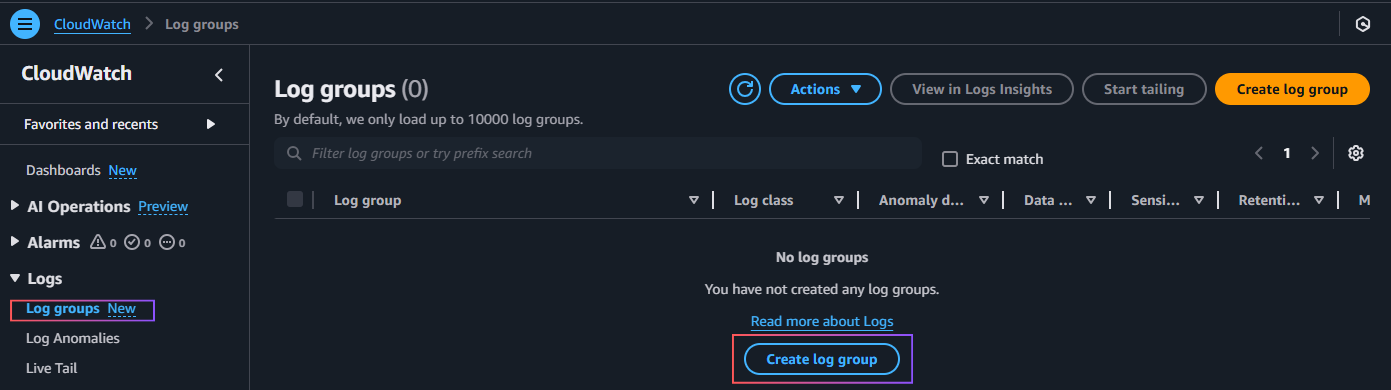 CloudWatch > Log groups
CloudWatch
Favorites and recents
Dashboards New
AI Operations Preview
Alarms 0 0 0
Logs
Log groups New
Log Anomalies
Live Tail
Log groups (0)
By default, we only load up to 10000 log groups.
Actions View in Logs Insights Start tailing Create log group
Filter log groups or try prefix search
Exact match
1
Log group Log class Anomaly d... Data ... Sensi... Retenti... M
No log groups
You have not created any log groups.
Read more about Logs
Create log group